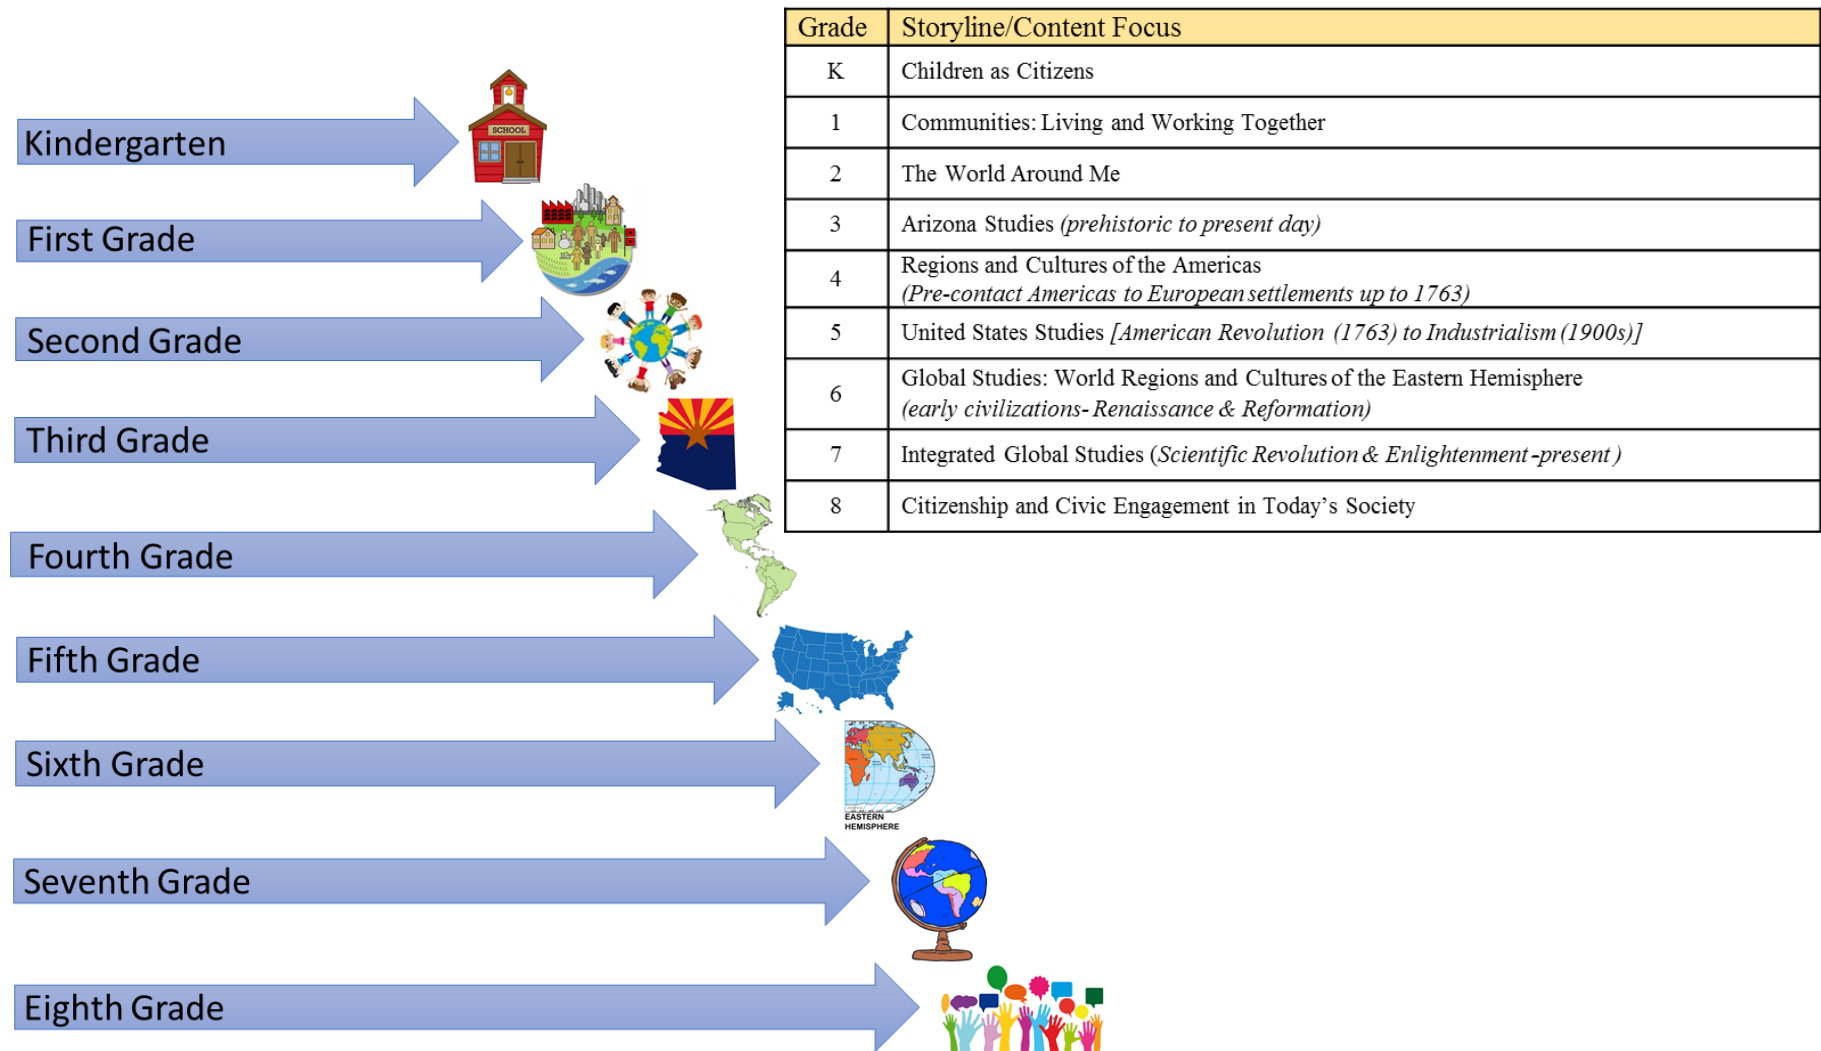 Grade Storyline/Content Focus
K Children as Citizens
1 Communities: Living and Working Together
2 The World Around Me
3 Arizona Studies (prehistoric to present day)
4 Regions and Cultures of the Americas
(Pre-contact Americas to European settlements up to 1763)
5 United States Studies [American Revolution (1763) to Industrialism (1900s)]
6 Global Studies: World Regions and Cultures of the Eastern Hemisphere
(early civilizations- Renaissance & Reformation)
7 Integrated Global Studies (Scientific Revolution & Enlightenment -present )
8 Citizenship and Civic Engagement in Today’s Society
Kindergarten
SCHOOL
First Grade
Second Grade
Third Grade
Fourth Grade
Fifth Grade
Sixth Grade
EASTERN
HEMISPHERE
Seventh Grade
Eighth Grade